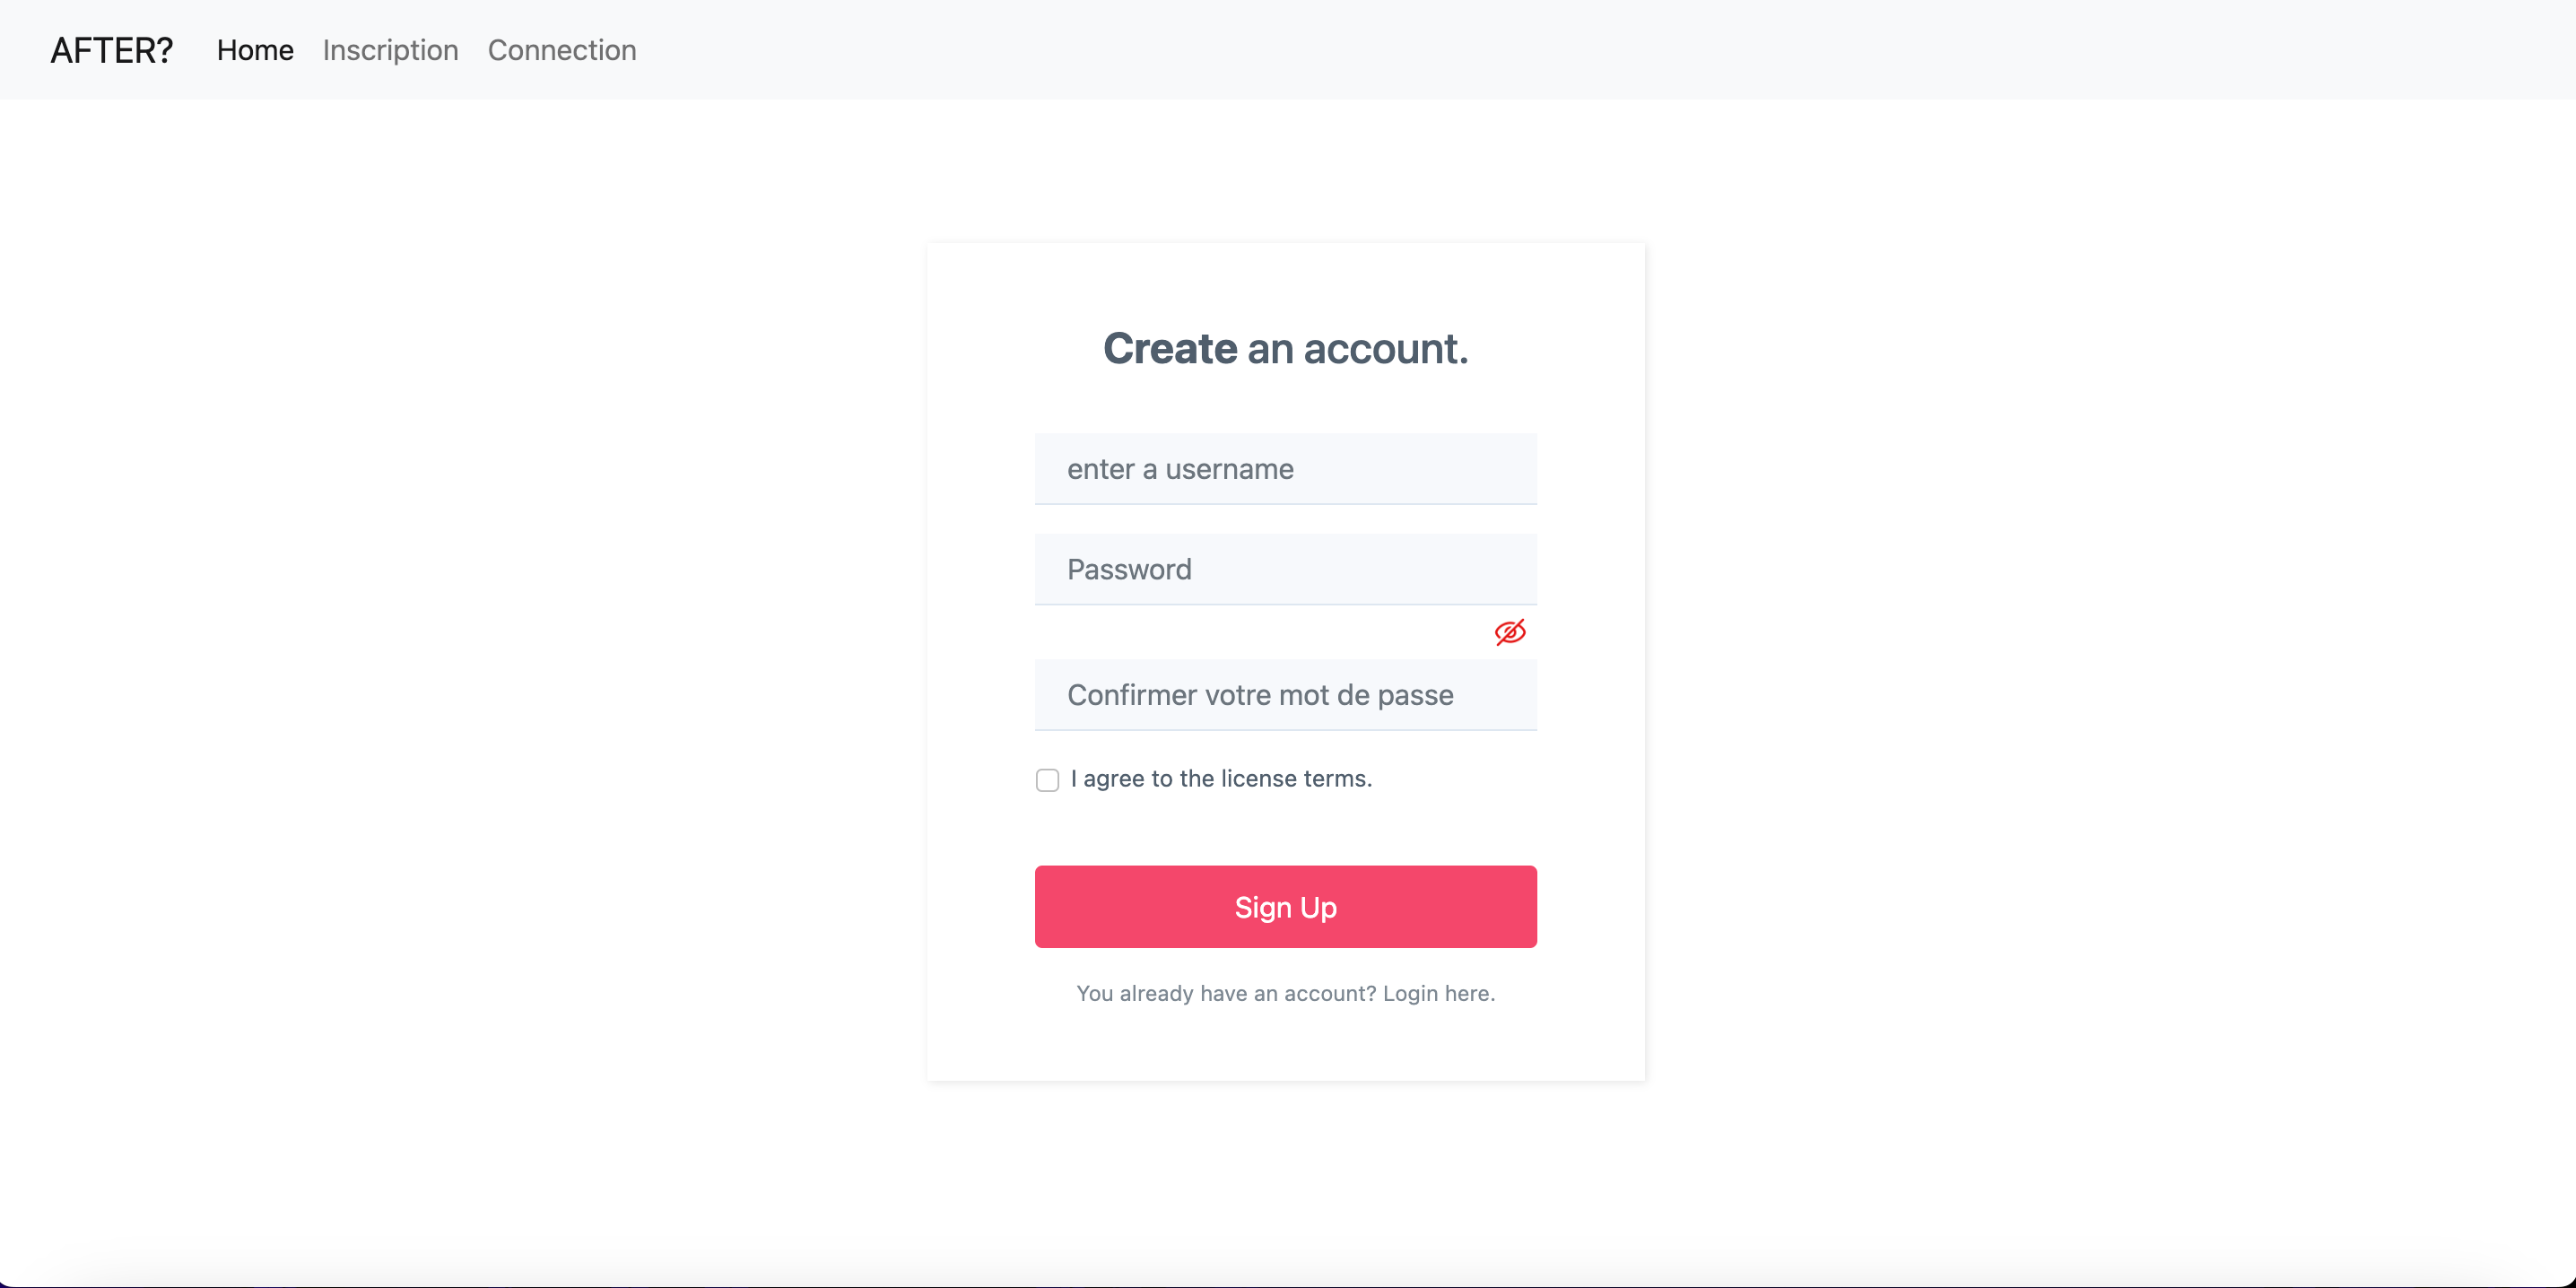 AFTER? Home Inscription Connection
Create an account.
enter a username
Password
Confirmer votre mot de passe
I agree to the license terms.
Sign Up
You already have an account? Login here.